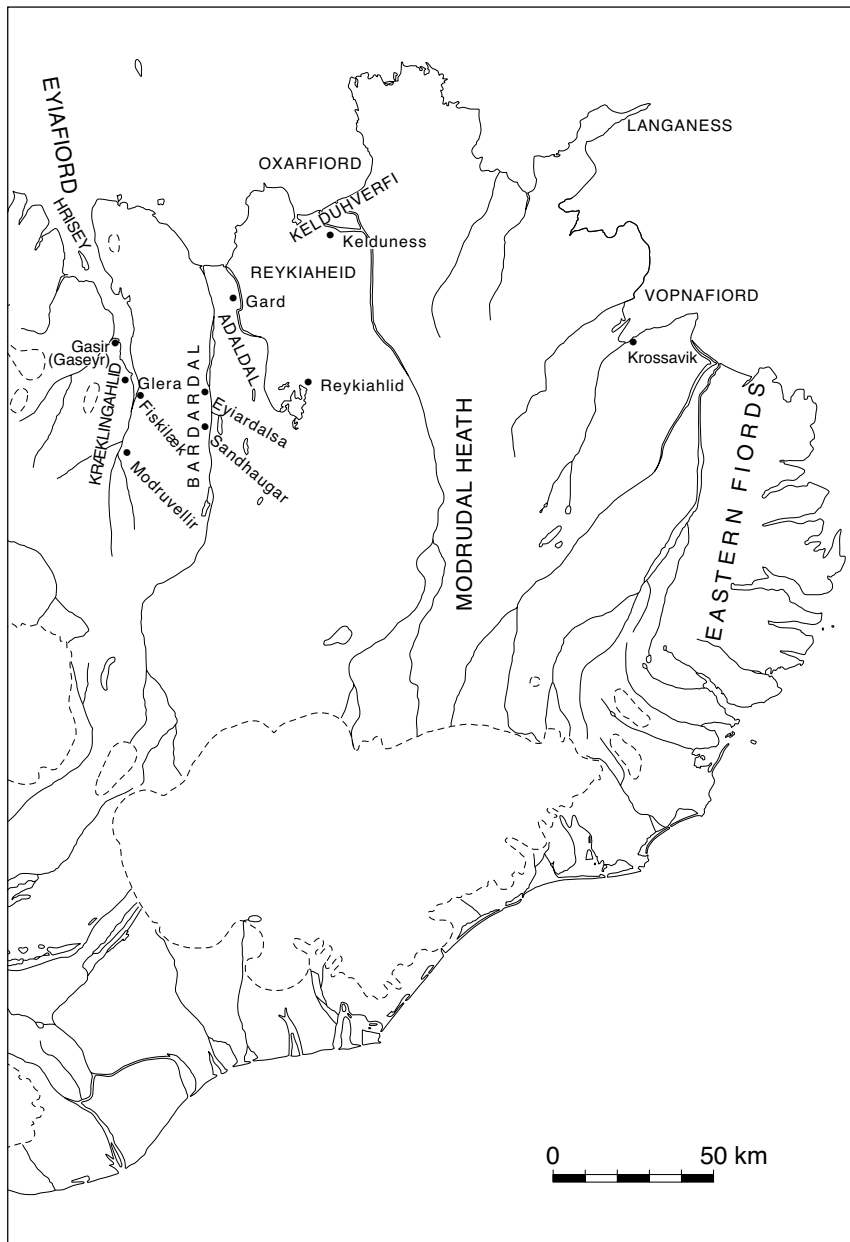 EYIAFIORD
HRISEY
OXARFIORD
KELDUHVERFI
Kelduness
LANGANESS
REYKIAHEID
Gard
ADALDAL
VOPNAFIORD
Krossavik
Gasir
(Gaseyr)
Glera
KRÆKLINGAHLID
Fiskilæk
Modruvellir
BARDARDAL
Eyiardalsa
Sandhaugar
Reykiahlid
MODRUDAL HEATH
EASTERN FIORDS
0 50 km